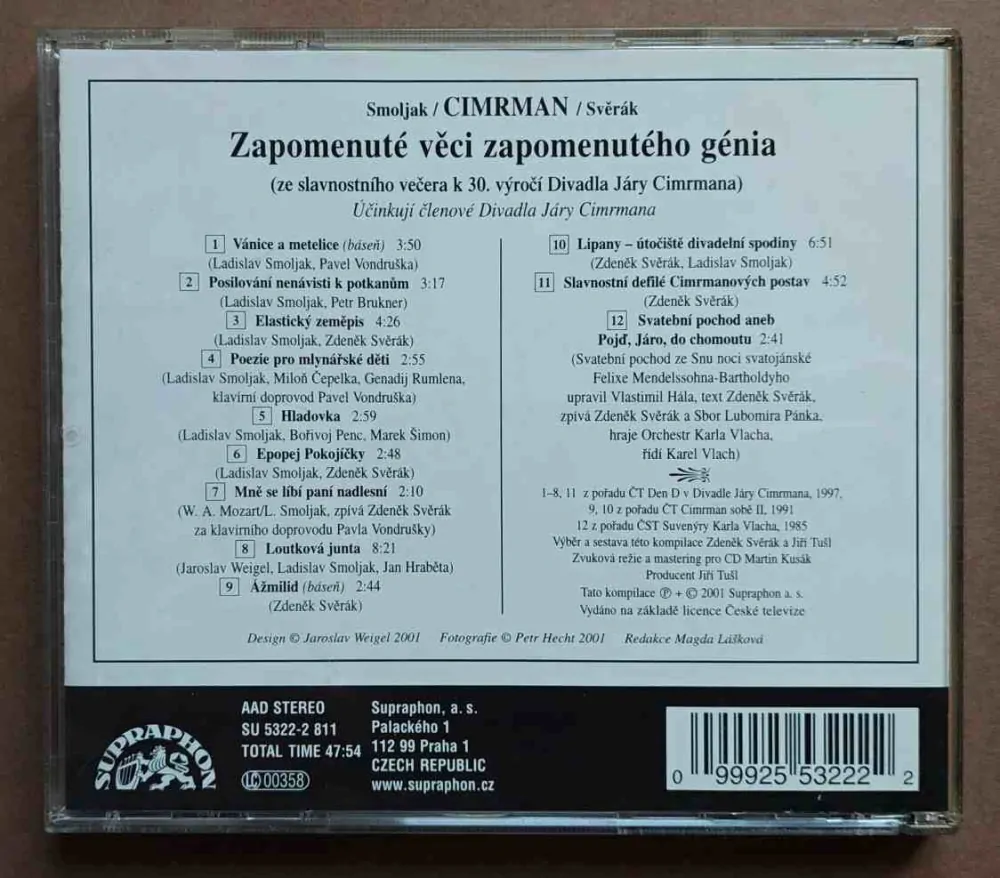 Smoljak / CIMRMAN / Svěrák
Zapomenuté věci zapomenutého génia
(ze slavnostního večera k 30. výročí Divadla Járy Cimrmana)
Účinkují členové Divadla Járy Cimrmana
1 Vánice a metelice (báseň) 3:50
(Ladislav Smoljak, Pavel Vondruška)
2 Posilování nenávisti k potkanům 3:17
(Ladislav Smoljak, Petr Brukner)
3 Elastický zeměpis 4:26
(Ladislav Smoljak, Zdeněk Svěrák)
4 Poezie pro mlynářské děti 2:55
(Ladislav Smoljak, Miloň Čepelka, Genadij Rumlena,
klavírní doprovod Pavel Vondruška)
5 Hladovka 2:59
(Ladislav Smoljak, Bořivoj Penc, Marek Šimon)
6 Epopej Pokojíčky 2:48
(Ladislav Smoljak, Zdeněk Svěrák)
7 Mně se líbí paní nadlesní 2:10
(W. A. Mozart/L. Smoljak, zpívá Zdeněk Svěrák
za klavírního doprovodu Pavla Vondrušky)
8 Loutková junta 8:21
(Jaroslav Weigel, Ladislav Smoljak, Jan Hraběta)
9 Ážmilid (báseň) 2:44
(Zdeněk Svěrák)
10 Lipany – útočiště divadelní spodiny 6:51
(Zdeněk Svěrák, Ladislav Smoljak)
11 Slavnostní defilé Cimrmanových postav 4:52
(Zdeněk Svěrák)
12 Svatební pochod aneb
Pojď, Járo, do chomoutu 2:41
(Svatební pochod ze Snu noci svatojánské
Felixe Mendelssohna-Bartholdyho
upravil Vlastimil Hála, text Zdeněk Svěrák,
zpívá Zdeněk Svěrák a Sbor Lubomíra Pánka,
hraje Orchestr Karla Vlacha,
řídí Karel Vlach)
1–8, 11 z pořadu ČT Den D v Divadle Járy Cimrmana, 1997,
9, 10 z pořadu ČT Cimrman sobě II, 1991
12 z pořadu ČST Suvenýry Karla Vlacha, 1985
Výběr a sestava této kompilace Zdeněk Svěrák a Jiří Tušl
Zvuková režie a mastering pro CD Martin Kusák
Producent Jiří Tušl
Tato kompilace ℗ + © 2001 Supraphon a. s.
Vydáno na základě licence České televize
Design © Jaroslav Weigel 2001 Fotografie © Petr Hecht 2001 Redakce Magda Lášková
SUPRAPHON
AAD STEREO
SU 5322-2 811
TOTAL TIME 47:54
LC 00358
Supraphon, a. s.
Palackého 1
112 99 Praha 1
CZECH REPUBLIC
www.supraphon.cz
0 99925 53222 2